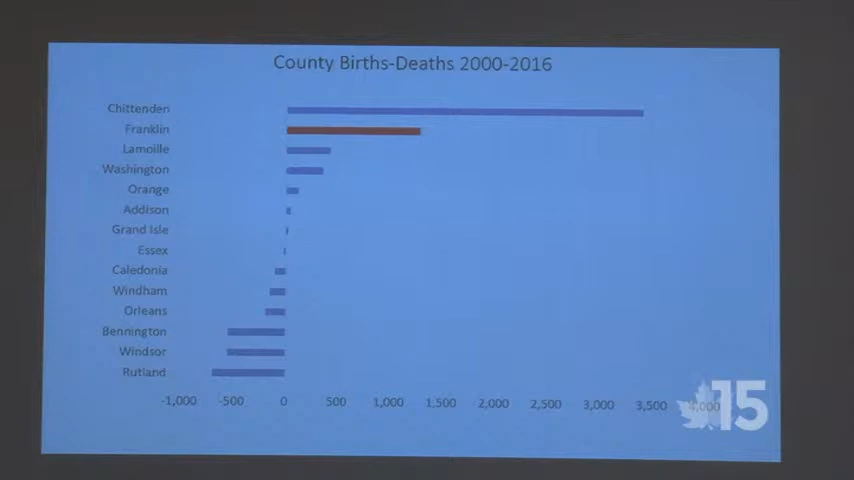 County Births-Deaths 2000-2016
Chittenden
Franklin
Lamoille
Washington
Orange
Addison
Grand Isle
Essex
Caledonia
Windham
Orleans
Bennington
Windsor
Rutland
-1,000 -500 0 500 1,000 1,500 2,000 2,500 3,000 3,500 4,000
15